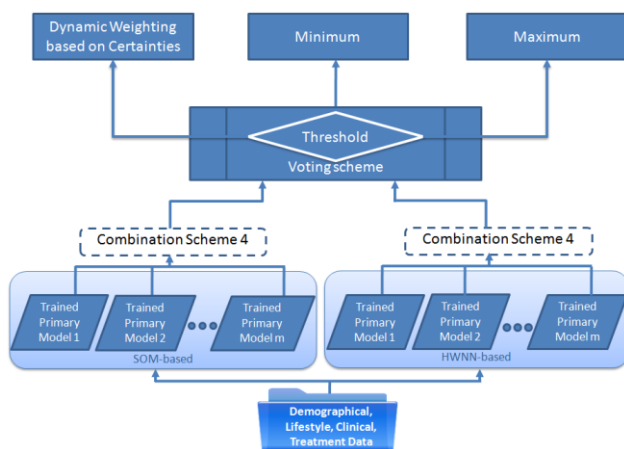 Dynamic Weighting
based on Certainties
Minimum
Maximum
Threshold
Voting scheme
Combination Scheme 4
Combination Scheme 4
Trained
Primary
Model 1
Trained
Primary
Model 2
Trained
Primary
Model m
SOM-based
Trained
Primary
Model 1
Trained
Primary
Model 2
Trained
Primary
Model m
HWNN-based
Demographical,
Lifestyle, Clinical,
Treatment Data